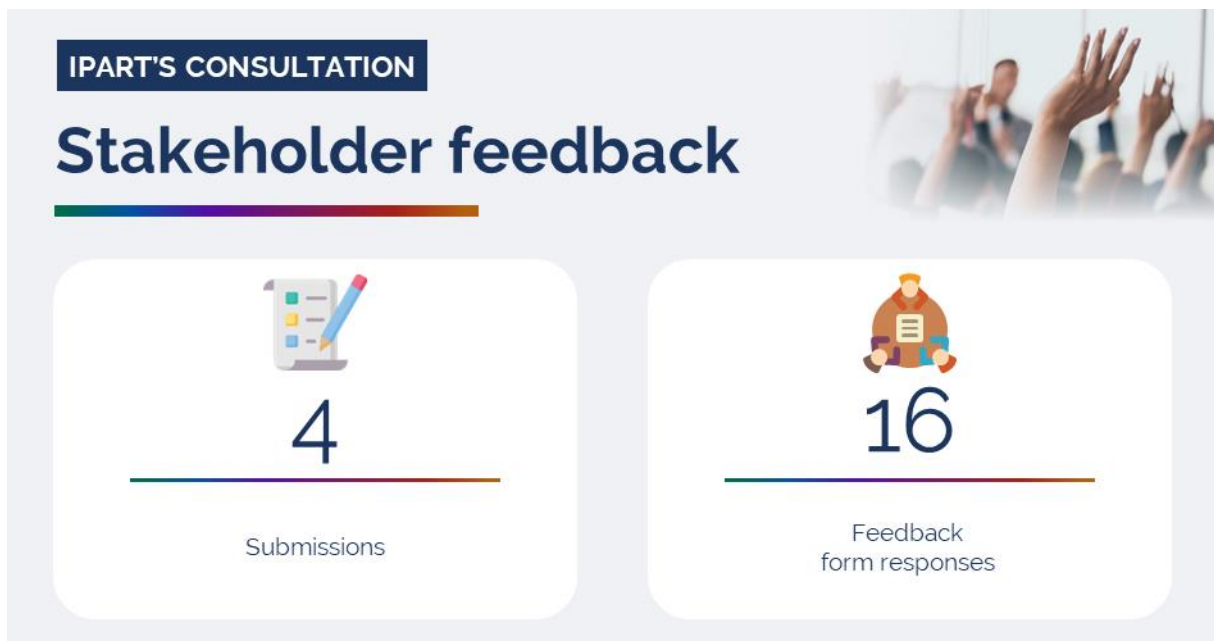 IPART'S CONSULTATION
Stakeholder feedback
4
Submissions
16
Feedback
form responses